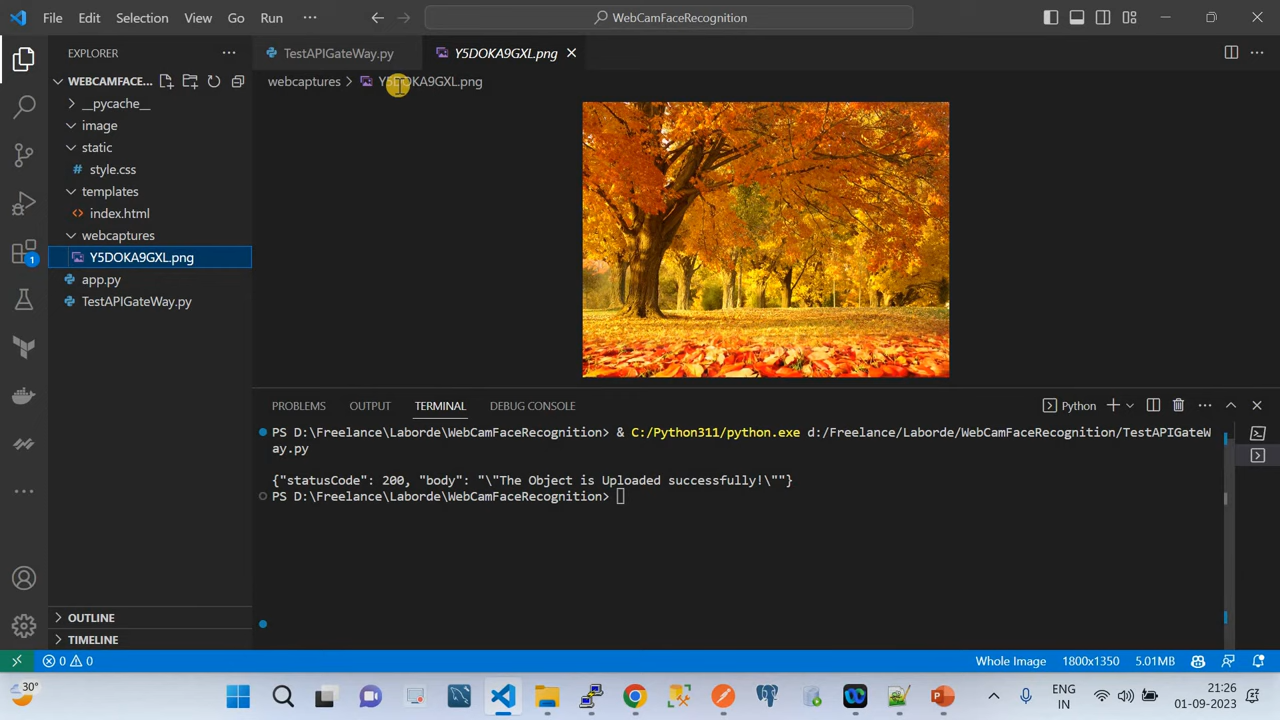 File Edit Selection View Go Run ··· WebCamFaceRecognition
EXPLORER ···
TestAPIGateWay.py Y5DOKA9GXL.png
WEBCAMFACE...
webcaptures > Y5DOKA9GXL.png
__pycache__
image
static
# style.css
templates
<> index.html
webcaptures
Y5DOKA9GXL.png
1
app.py
TestAPIGateWay.py
PROBLEMS OUTPUT TERMINAL DEBUG CONSOLE Python
PS D:\Freelance\Laborde\WebCamFaceRecognition> & C:/Python311/python.exe d:/Freelance/Laborde/WebCamFaceRecognition/TestAPIGateW
ay.py
{"statusCode": 200, "body": "\"The Object is Uploaded successfully!\""}
PS D:\Freelance\Laborde\WebCamFaceRecognition>
OUTLINE
TIMELINE
0 0 Whole Image 1800x1350 5.01MB
30° ENG 21:26
IN 01-09-2023